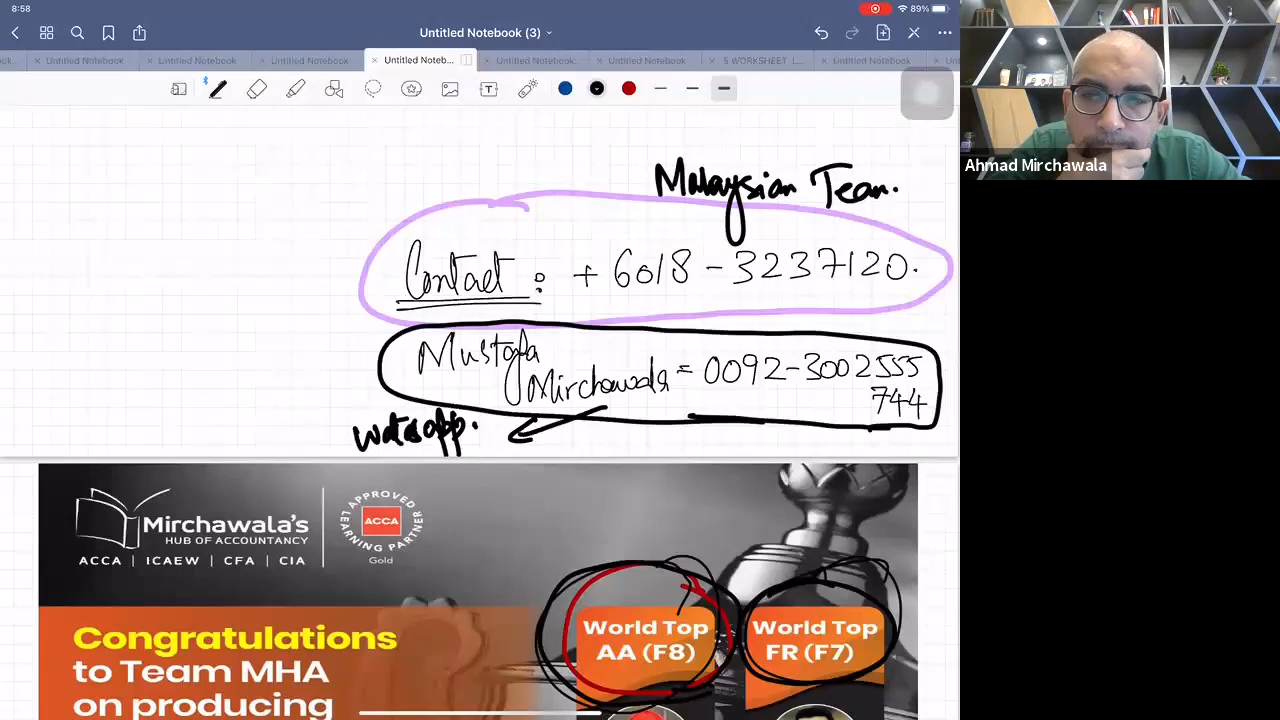 8:58
89%
Untitled Notebook (3)
Untitled Notebook
Untitled Notebook
Untitled Notebook
Untitled Noteb...
Untitled Notebook
Untitled Notebook
5 WORKSHEET L...
Untitled Notebook
T
Ahmad Mirchawala
Malaysian Team.
Contact : + 6018 - 3237120.
Mustafa
Mirchawala = 0092-3002555
744
watsapp.
Mirchawala's
HUB OF ACCOUNTANCY
ACCA | ICAEW | CFA | CIA
APPROVED
LEARNING PARTNER
ACCA
Gold
Congratulations
to Team MHA
on producing
World Top
AA (F8)
World Top
FR (F7)